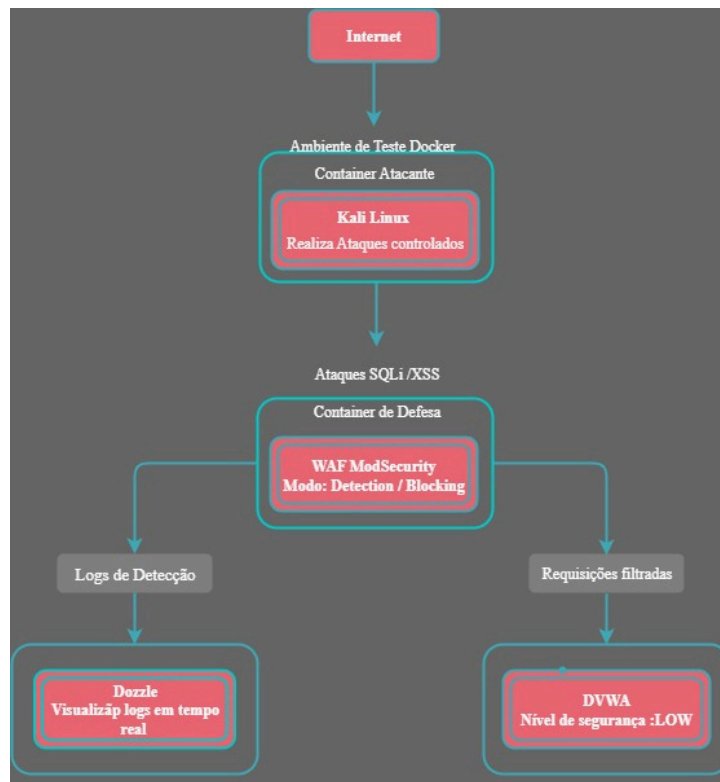 Internet
Ambiente de Teste Docker
Container Atacante
Kali Linux
Realiza Ataques controlados
Ataques SQLi /XSS
Container de Defesa
WAF ModSecurity
Modo: Detection / Blocking
Logs de Detecção
Requisições filtradas
Dozzle
Visualizãp logs em tempo
real
DVWA
Nível de segurança :LOW